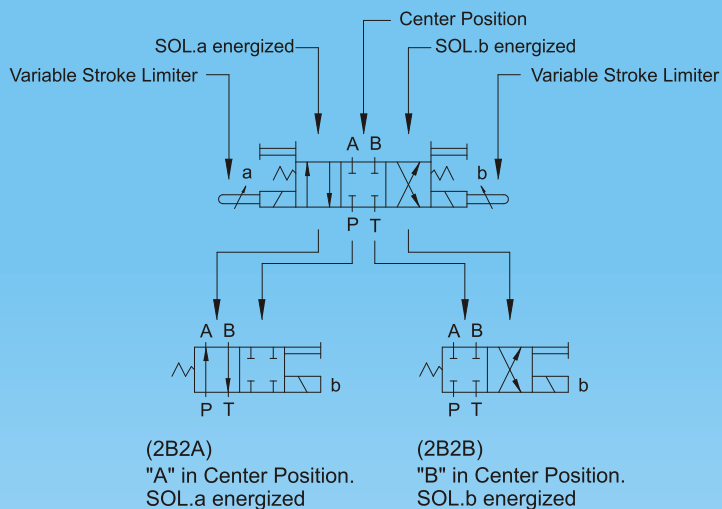 Center Position
SOL.a energized SOL.b energized
Variable Stroke Limiter Variable Stroke Limiter
A B
a b
P T
A B A B
b b
P T P T
(2B2A) (2B2B)
"A" in Center Position. "B" in Center Position.
SOL.a energized SOL.b energized